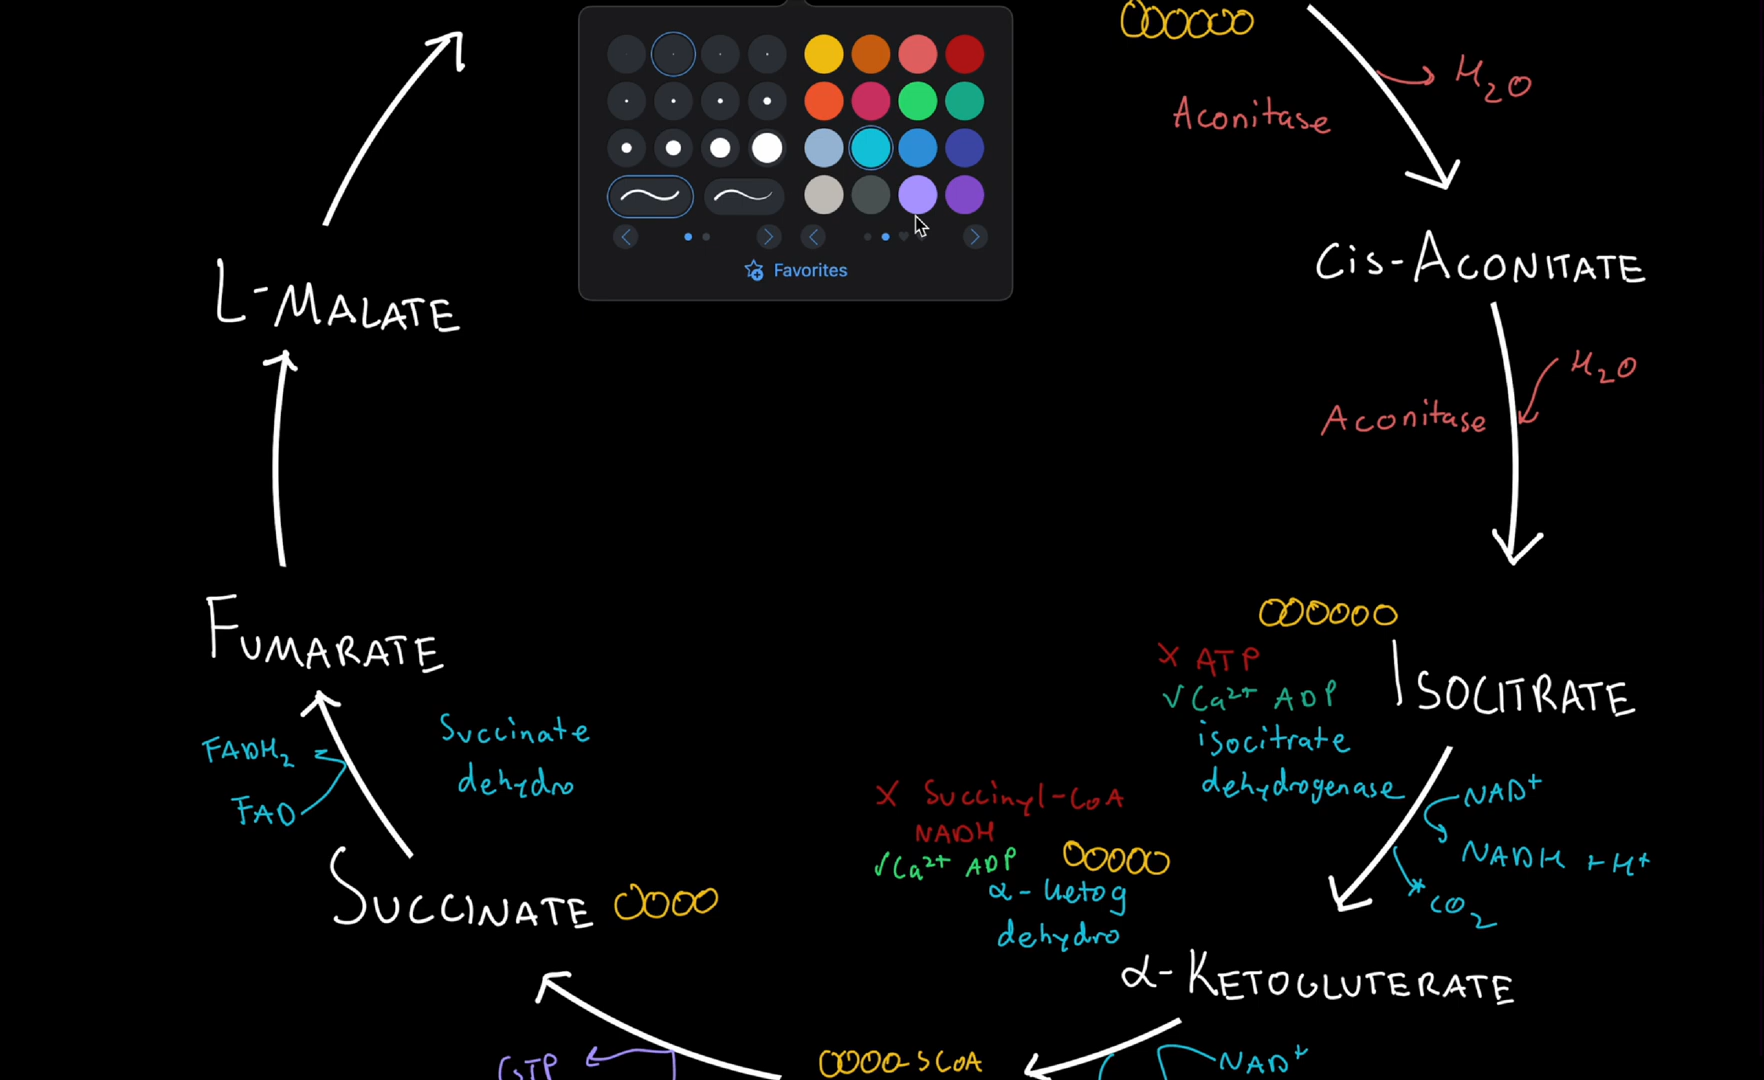 Favorites
H2O
Aconitase
Cis-Aconitate
H2O
Aconitase
L-Malate
Fumarate
X ATP
√ Ca2+ ADP
Isocitrate
isocitrate
dehydrogenase
NAD+
NADH + H+
CO2
FADH2
FAD
Succinate
dehydro
X Succinyl-CoA
NADH
√ Ca2+ ADP
α-ketog
dehydro
Succinate
α-Ketogluterate
GTP
SCoA
NAD+